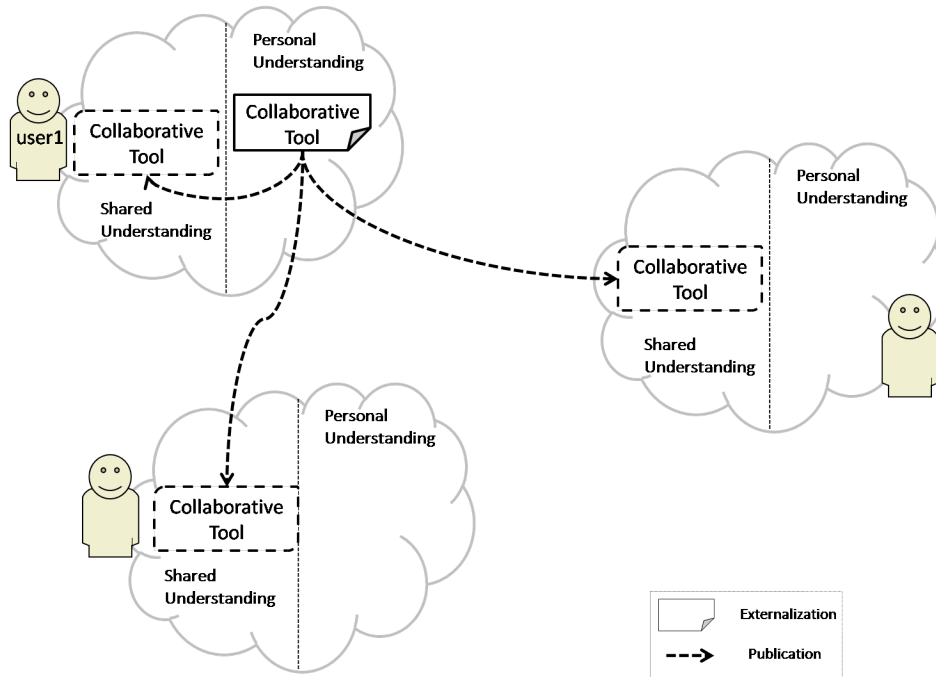 Personal
Understanding
Collaborative
Tool
user1
Collaborative
Tool
Shared
Understanding
Personal
Understanding
Collaborative
Tool
Shared
Understanding
Personal
Understanding
Collaborative
Tool
Shared
Understanding
Externalization
Publication